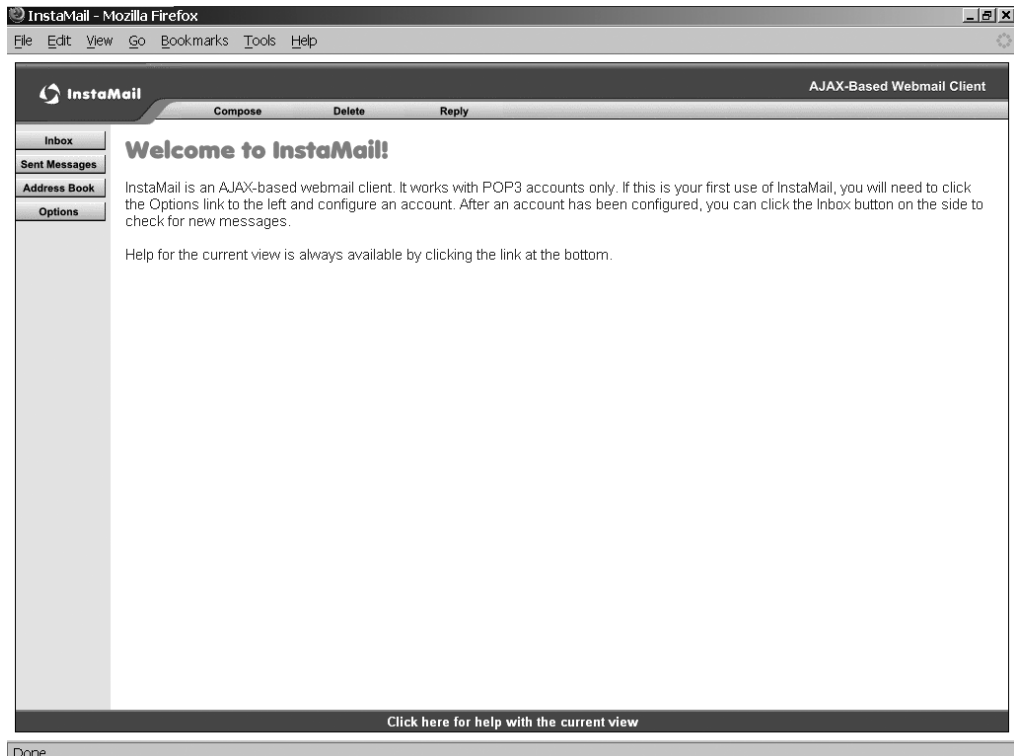 InstaMail - Mozilla Firefox
File Edit View Go Bookmarks Tools Help
InstaMail
AJAX-Based Webmail Client
Compose Delete Reply
Inbox
Sent Messages
Address Book
Options
Welcome to InstaMail!
InstaMail is an AJAX-based webmail client. It works with POP3 accounts only. If this is your first use of InstaMail, you will need to click
the Options link to the left and configure an account. After an account has been configured, you can click the Inbox button on the side to
check for new messages.
Help for the current view is always available by clicking the link at the bottom.
Click here for help with the current view
Done